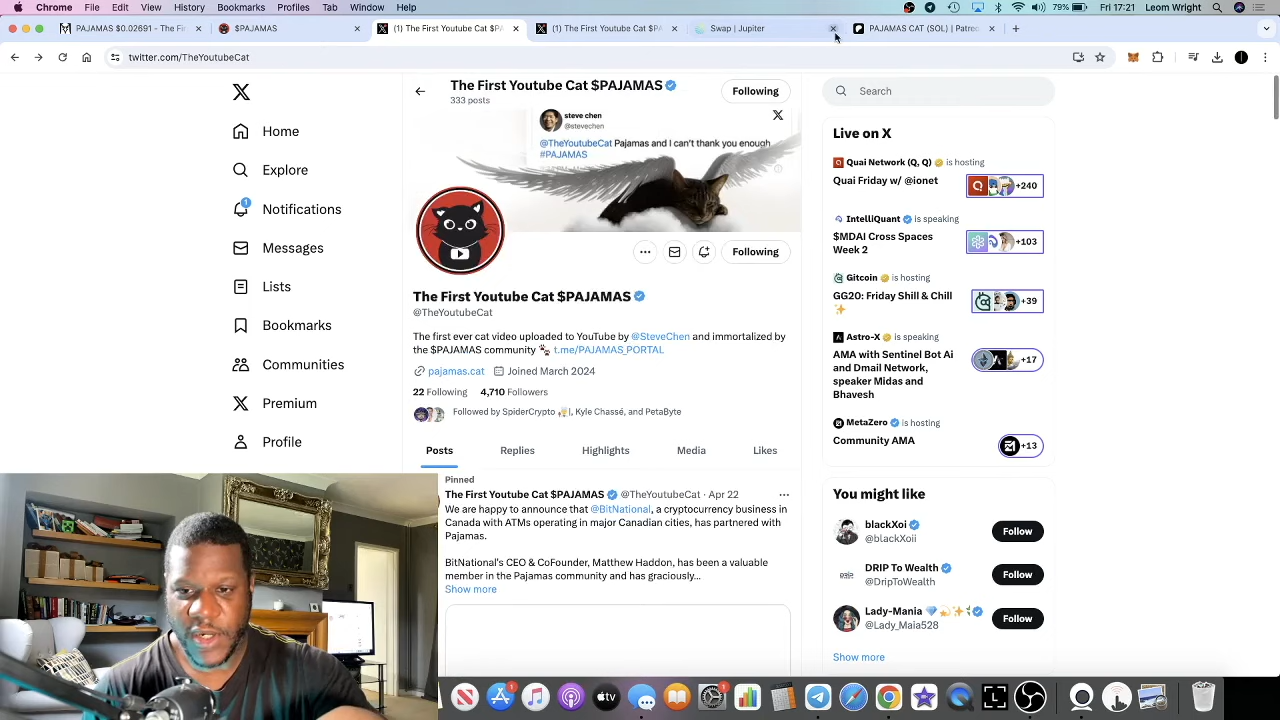 Chrome File Edit View History Bookmarks Profiles Tab Window Help
79% Fri 17:21 Leom Wright
PAJAMAS $0.02691 - The M
$PAJAMAS
(1) The First Youtube Cat $PA
(1) The First Youtube Cat $PA
Swap | Jupiter
PAJAMAS CAT (SOL) | Patreo
twitter.com/TheYoutubeCat
The First Youtube Cat $PAJAMAS
333 posts
Following
Search
steve chen
@stevechen
@TheYoutubeCat Pajamas and I can't thank you enough
#PAJAMAS
Home
Explore
1
Notifications
Messages
Lists
Bookmarks
Communities
Premium
Profile
Following
The First Youtube Cat $PAJAMAS
@TheYoutubeCat
The first ever cat video uploaded to YouTube by @SteveChen and immortalized by
the $PAJAMAS community 🐾 t.me/PAJAMAS_PORTAL
pajamas.cat Joined March 2024
22 Following 4,710 Followers
Followed by SpiderCrypto, Kyle Chassé, and PetaByte
Posts Replies Highlights Media Likes
Pinned
The First Youtube Cat $PAJAMAS @TheYoutubeCat · Apr 22
We are happy to announce that @BitNational, a cryptocurrency business in
Canada with ATMs operating in major Canadian cities, has partnered with
Pajamas.
BitNational's CEO & CoFounder, Matthew Haddon, has been a valuable
member in the Pajamas community and has graciously...
Show more
Live on X
Quai Network (Q, Q) is hosting
Quai Friday w/ @ionet
+240
IntelliQuant is speaking
$MDAI Cross Spaces
Week 2
+103
Gitcoin is hosting
GG20: Friday Shill & Chill
✨
+39
Astro-X is speaking
AMA with Sentinel Bot Ai
and Dmail Network,
speaker Midas and
Bhavesh
+17
MetaZero is hosting
Community AMA
+13
You might like
blackXoi
@blackXoii
Follow
DRIP To Wealth
@DripToWealth
Follow
Lady-Mania
@Lady_Maia528
Follow
Show more